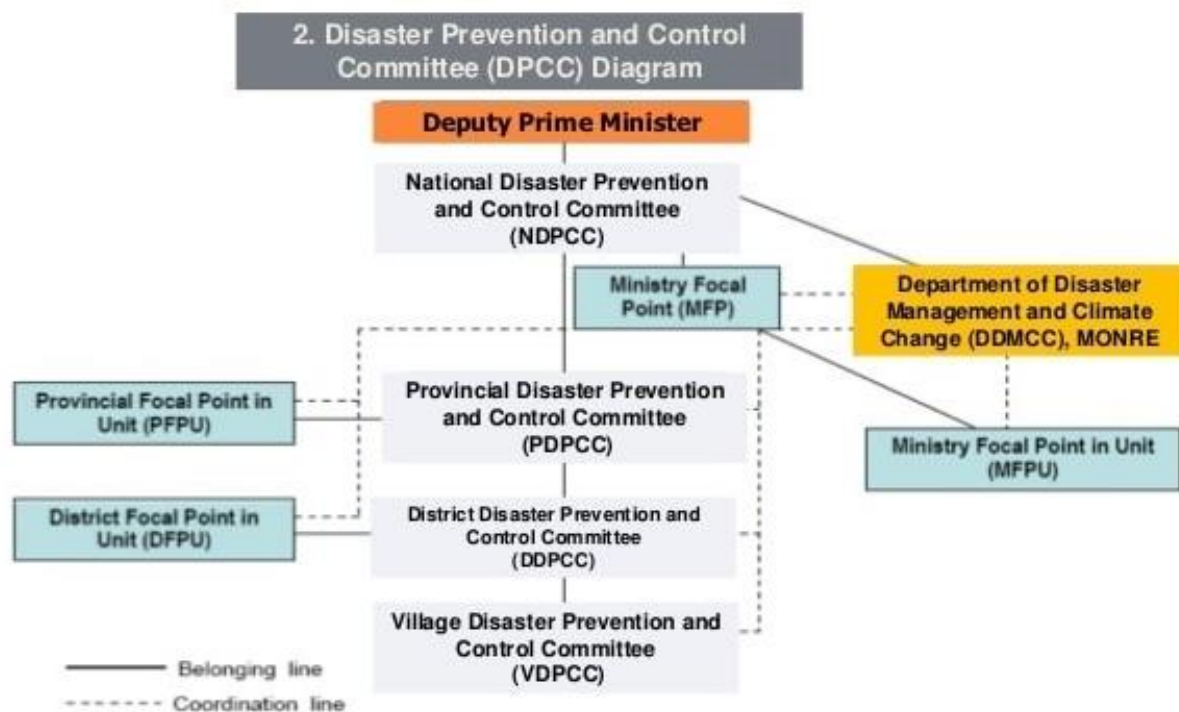 2. Disaster Prevention and Control
Committee (DPCC) Diagram
Deputy Prime Minister
National Disaster Prevention
and Control Committee
(NDPCC)
Ministry Focal
Point (MFP)
Department of Disaster
Management and Climate
Change (DDMCC), MONRE
Provincial Focal Point in
Unit (PFPU)
Provincial Disaster Prevention
and Control Committee
(PDPCC)
Ministry Focal Point in Unit
(MFPU)
District Focal Point in
Unit (DFPU)
District Disaster Prevention and
Control Committee
(DDPCC)
Village Disaster Prevention and
Control Committee
(VDPCC)
Belonging line
Coordination line